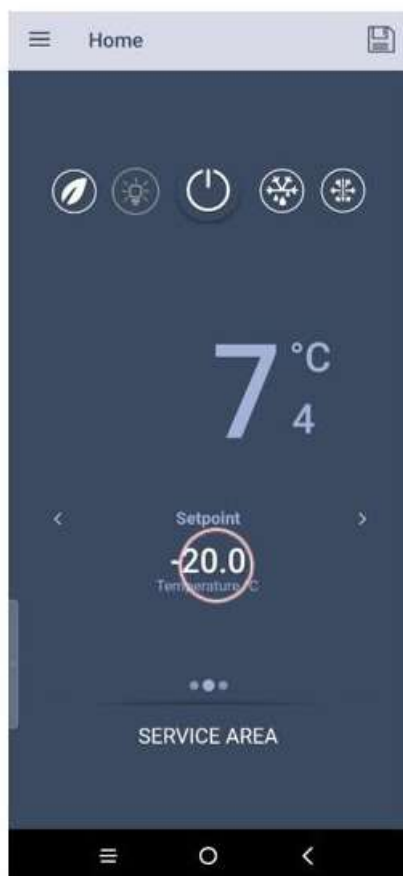 Home
7 °C
4
Setpoint
-20.0
Temperature °C
SERVICE AREA